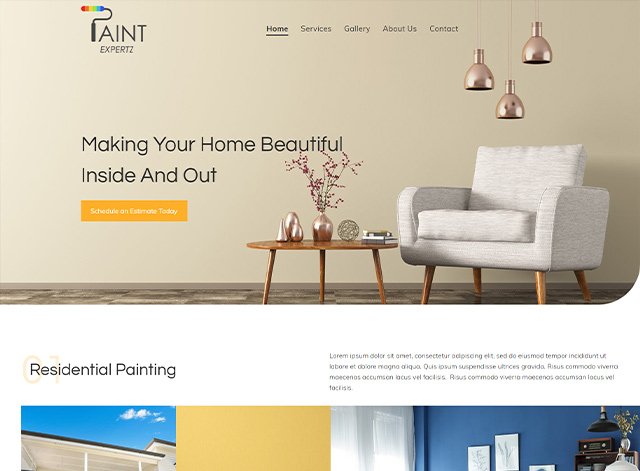 PAINT
EXPERTZ
Home Services Gallery About Us Contact
Making Your Home Beautiful
Inside And Out
Schedule an Estimate Today
01
Residential Painting
Lorem ipsum dolor sit amet, consectetur adipiscing elit, sed do eiusmod tempor incididunt ut
labore et dolore magna aliqua. Quis ipsum suspendisse ultrices gravida. Risus commodo viverra
maecenas accumsan lacus vel facilisis. Risus commodo viverra maecenas accumsan lacus vel
facilisis.